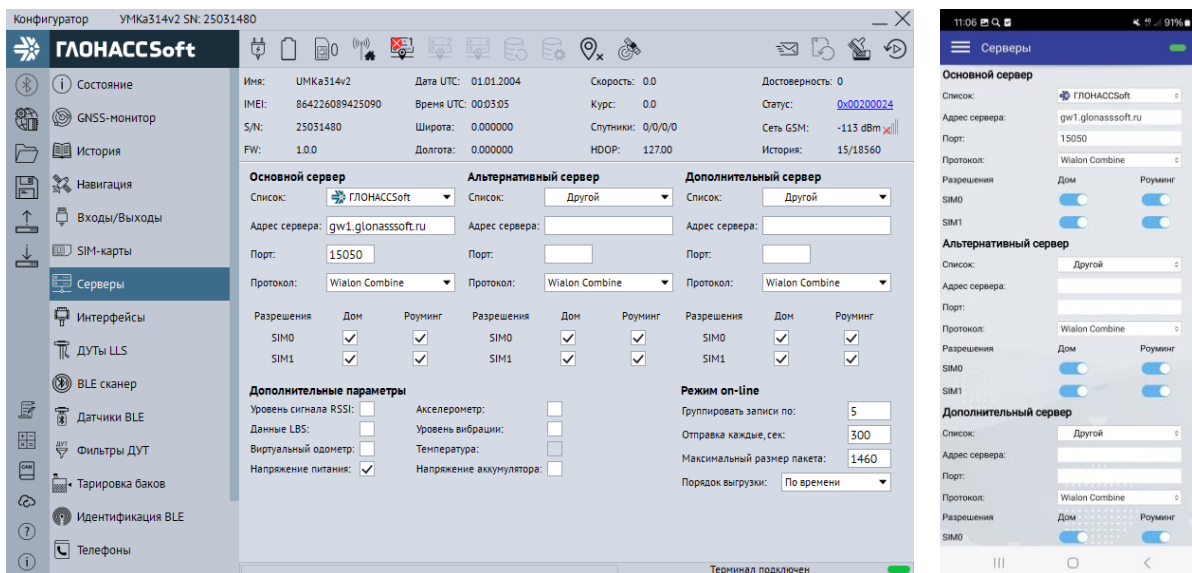 Конфигуратор УМКа314v2 SN: 25031480
ГЛОНАССSoft
0
1
2
Состояние
GNSS-монитор
История
Навигация
Входы/Выходы
SIM-карты
Серверы
Интерфейсы
ДУТы LLS
BLE сканер
Датчики BLE
Фильтры ДУТ
Тарировка баков
Идентификация BLE
Телефоны
Имя: UMKa314v2 Дата UTC: 01.01.2004 Скорость: 0.0 Достоверность: 0
IMEI: 864226089425090 Время UTC: 00:03:05 Курс: 0.0 Статус: 0x00200024
S/N: 25031480 Широта: 0.000000 Спутники: 0/0/0/0 Сеть GSM: -113 dBm
FW: 1.0.0 Долгота: 0.000000 HDOP: 127.00 История: 15/18560
Основной сервер Альтернативный сервер Дополнительный сервер
Список: ГЛОНАССSoft Список: Другой Список: Другой
Адрес сервера: gw1.glonasssoft.ru Адрес сервера: Адрес сервера:
Порт: 15050 Порт: Порт:
Протокол: Wialon Combine Протокол: Wialon Combine Протокол: Wialon Combine
Разрешения Дом Роуминг Разрешения Дом Роуминг Разрешения Дом Роуминг
SIM0 SIM0 SIM0
SIM1 SIM1 SIM1
Дополнительные параметры Режим on-line
Уровень сигнала RSSI: Акселерометр: Группировать записи по: 5
Данные LBS: Уровень вибрации: Отправка каждые, сек: 300
Виртуальный одометр: Температура: Максимальный размер пакета: 1460
Напряжение питания: Напряжение аккумулятора: Порядок выгрузки: По времени
Терминал подключен
11:06 91%
Серверы
Основной сервер
Список: ГЛОНАССSoft
Адрес сервера: gw1.glonasssoft.ru
Порт: 15050
Протокол: Wialon Combine
Разрешения Дом Роуминг
SIM0
SIM1
Альтернативный сервер
Список: Другой
Адрес сервера:
Порт:
Протокол: Wialon Combine
Разрешения Дом Роуминг
SIM0
SIM1
Дополнительный сервер
Список: Другой
Адрес сервера:
Порт:
Протокол: Wialon Combine
Разрешения Дом Роуминг
SIM0